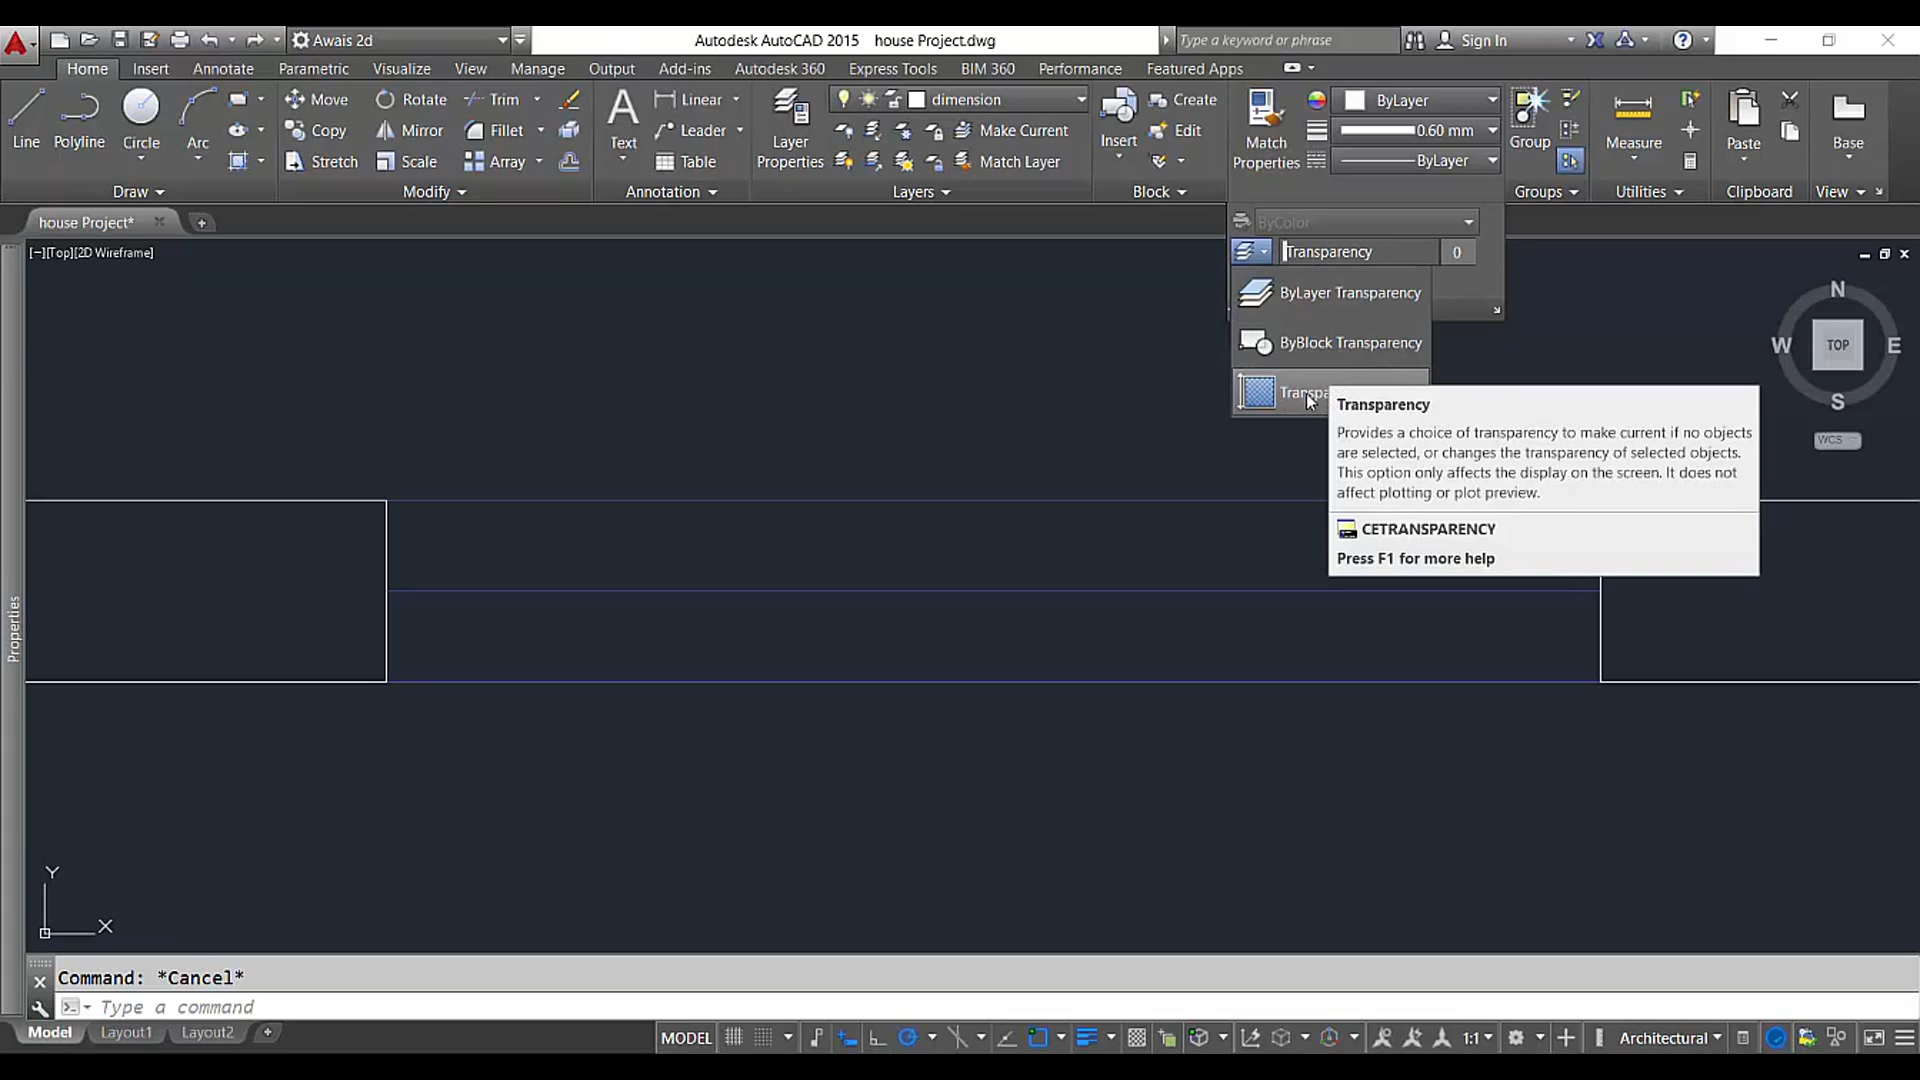 Awais 2d
Autodesk AutoCAD 2015 house Project.dwg
Type a keyword or phrase
Sign In
Home Insert Annotate Parametric Visualize View Manage Output Add-ins Autodesk 360 Express Tools BIM 360 Performance Featured Apps
Line Polyline Circle Arc
Move Rotate Trim
Copy Mirror Fillet
Stretch Scale Array
Text
Linear
Leader
Table
Layer Properties
dimension
Make Current
Match Layer
Insert
Create
Edit
Match Properties
ByLayer
0.60 mm
ByLayer
Group
Measure
Paste
Base
Draw Modify Annotation Layers Block Groups Utilities Clipboard View
house Project*
ByColor
Transparency 0
[−][Top][2D Wireframe]
ByLayer Transparency
ByBlock Transparency
Transpa
Transparency
Provides a choice of transparency to make current if no objects
are selected, or changes the transparency of selected objects.
This option only affects the display on the screen. It does not
affect plotting or plot preview.
CETRANSPARENCY
Press F1 for more help
N
W TOP E
S
WCS
Properties
Y
X
Command: *Cancel*
Type a command
Model Layout1 Layout2
MODEL
1:1
Architectural